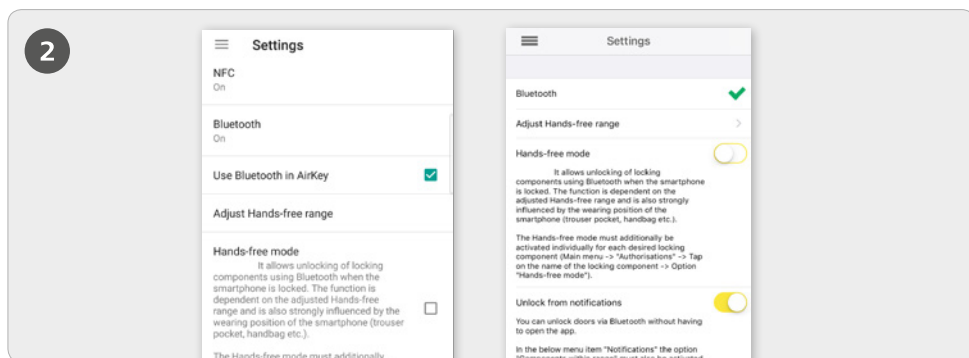 2
Settings
NFC
On
Bluetooth
On
Use Bluetooth in AirKey
Adjust Hands-free range
Hands-free mode
It allows unlocking of locking
components using Bluetooth when the
smartphone is locked. The function is
dependent on the adjusted Hands-free
range and is also strongly influenced by the
wearing position of the smartphone (trouser
pocket, handbag etc.).
The Hands-free mode must additionally
Settings
Bluetooth
Adjust Hands-free range
Hands-free mode
It allows unlocking of locking
components using Bluetooth when the smartphone
is locked. The function is dependent on the
adjusted Hands-free range and is also strongly
influenced by the wearing position of the
smartphone (trouser pocket, handbag etc.).
The Hands-free mode must additionally be
activated individually for each desired locking
component (Main menu -> "Authorisations" -> Tap
on the name of the locking component -> Option
"Hands-free mode").
Unlock from notifications
You can unlock doors via Bluetooth without having
to open the app.
In the below menu item "Notifications" the option
"Components within range" must also be activated